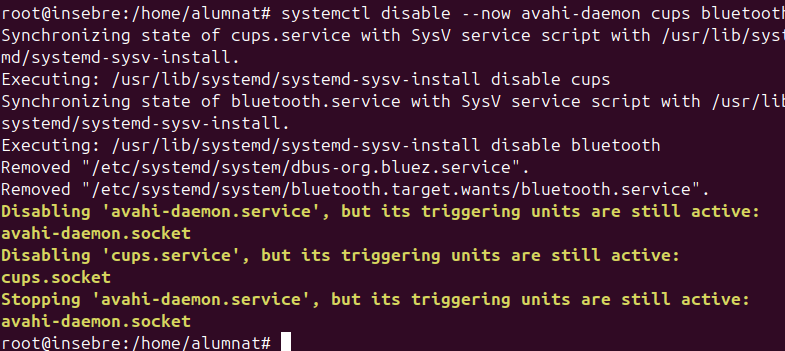 root@insebre:/home/alumnat# systemctl disable --now avahi-daemon cups bluetooth
Synchronizing state of cups.service with SysV service script with /usr/lib/syst
md/systemd-sysv-install.
Executing: /usr/lib/systemd/systemd-sysv-install disable cups
Synchronizing state of bluetooth.service with SysV service script with /usr/lib
systemd/systemd-sysv-install.
Executing: /usr/lib/systemd/systemd-sysv-install disable bluetooth
Removed "/etc/systemd/system/dbus-org.bluez.service".
Removed "/etc/systemd/system/bluetooth.target.wants/bluetooth.service".
Disabling 'avahi-daemon.service', but its triggering units are still active:
avahi-daemon.socket
Disabling 'cups.service', but its triggering units are still active:
cups.socket
Stopping 'avahi-daemon.service', but its triggering units are still active:
avahi-daemon.socket
root@insebre:/home/alumnat#